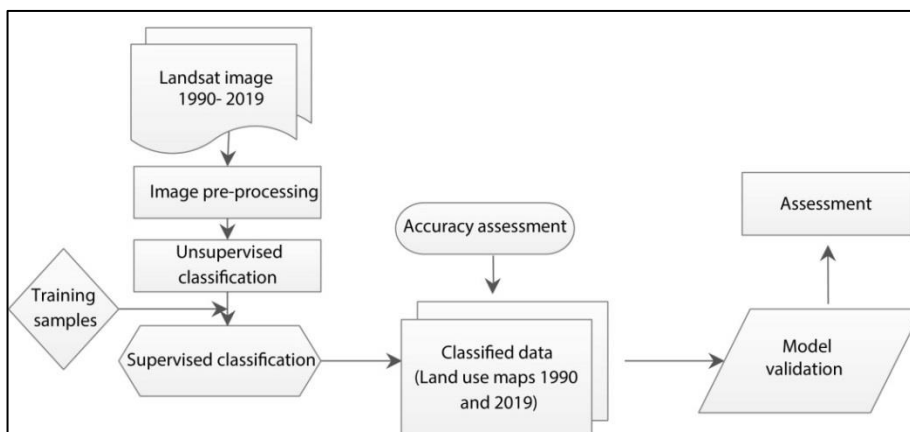 Landsat image
1990- 2019
Image pre-processing
Unsupervised
classification
Training
samples
Supervised classification
Accuracy assessment
Classified data
(Land use maps 1990
and 2019)
Assessment
Model
validation